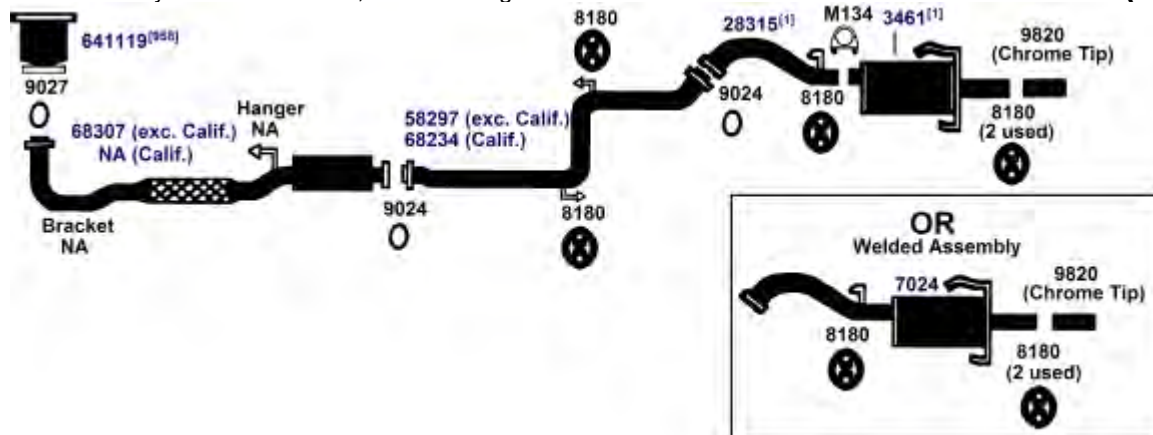 641119[988]
9027
68307 (exc. Calif.)
NA (Calif.)
Hanger
NA
Bracket
NA
9024
58297 (exc. Calif.)
68234 (Calif.)
8180
8180
28315[1]
9024
M134
8180
3461[1]
9820
(Chrome Tip)
8180
(2 used)
OR
Welded Assembly
7024
8180
9820
(Chrome Tip)
8180
(2 used)